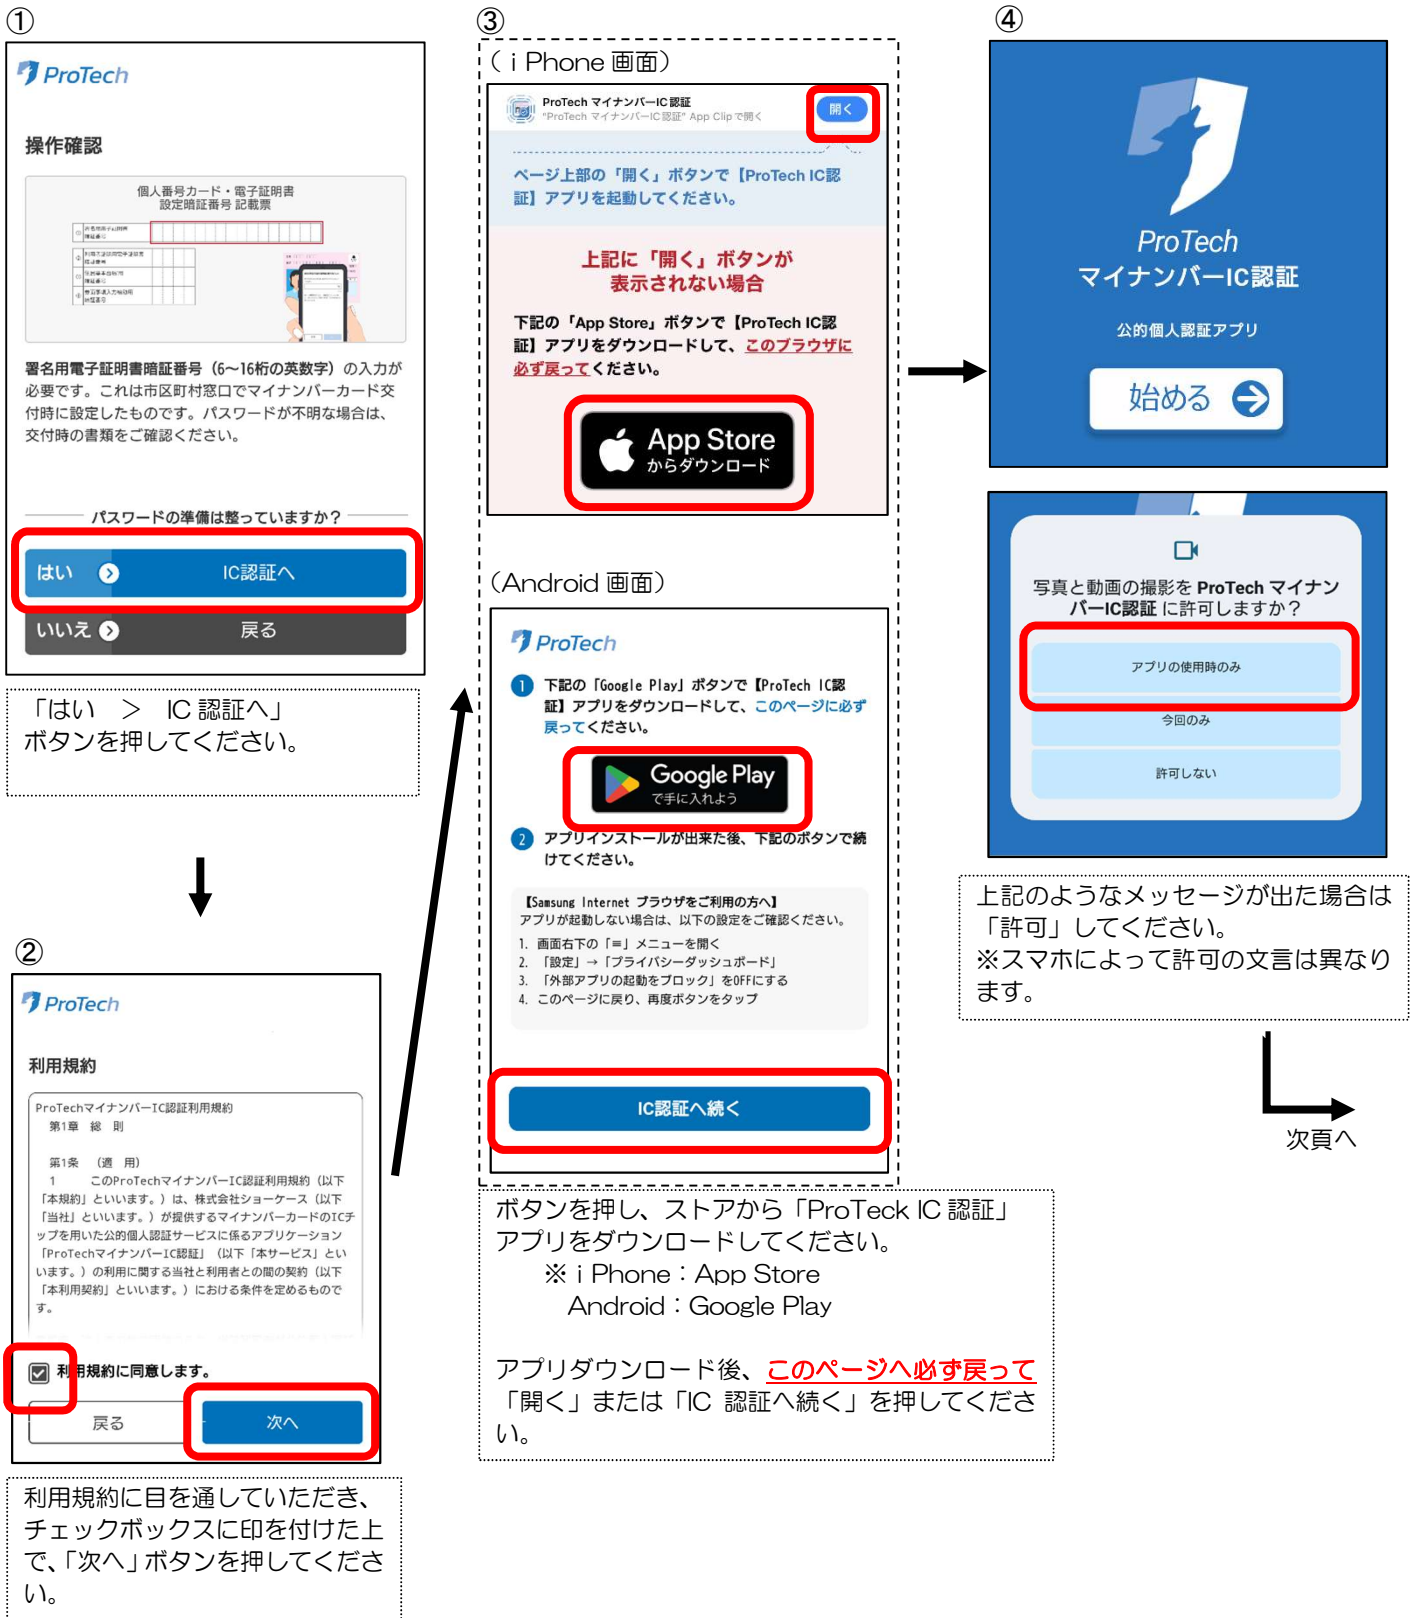 ①
ProTech
操作確認
個人番号カード・電子証明書
設定暗証番号 記載票
署名用電子証明書暗証番号（6～16桁の英数字）の入力が
必要です。これは市区町村窓口でマイナンバーカード交
付時に設定したものです。パスワードが不明な場合は、
交付時の書類をご確認ください。
パスワードの準備は整っていますか？
はい IC認証へ
いいえ 戻る
「はい　＞　IC 認証へ」
ボタンを押してください。
②
ProTech
利用規約
ProTechマイナンバーIC認証利用規約
第1章 総 則
第1条 （適 用）
1 このProTechマイナンバーIC認証利用規約（以下
「本規約」といいます。）は、株式会社ショーケース（以下
「当社」といいます。）が提供するマイナンバーカードのICチ
ップを用いた公的個人認証サービスに係るアプリケーション
「ProTechマイナンバーIC認証」（以下「本サービス」とい
います。）の利用に関する当社と利用者との間の契約（以下
「本利用契約」といいます。）における条件を定めるもので
す。
利用規約に同意します。
戻る 次へ
利用規約に目を通していただき、
チェックボックスに印を付けた上
で、「次へ」ボタンを押してくださ
い。
③
（ｉPhone 画面）
ProTech マイナンバーIC認証
"ProTech マイナンバーIC認証" App Clip で開く
開く
ページ上部の「開く」ボタンで【ProTech IC認
証】アプリを起動してください。
上記に「開く」ボタンが
表示されない場合
下記の「App Store」ボタンで【ProTech IC認
証】アプリをダウンロードして、このブラウザに
必ず戻ってください。
App Store
からダウンロード
（Android 画面）
ProTech
1 下記の「Google Play」ボタンで【ProTech IC認
証】アプリをダウンロードして、このページに必ず
戻ってください。
Google Play
で手に入れよう
2 アプリインストールが出来た後、下記のボタンで続
けてください。
【Samsung Internet ブラウザをご利用の方へ】
アプリが起動しない場合は、以下の設定をご確認ください。
1. 画面右下の「≡」メニューを開く
2. 「設定」→「プライバシーダッシュボード」
3. 「外部アプリの起動をブロック」をOFFにする
4. このページに戻り、再度ボタンをタップ
IC認証へ続く
ボタンを押し、ストアから「ProTeck IC 認証」
アプリをダウンロードしてください。
※ｉPhone：App Store
Android：Google Play
アプリダウンロード後、このページへ必ず戻って
「開く」または「IC 認証へ続く」を押してくださ
い。
④
ProTech
マイナンバーIC認証
公的個人認証アプリ
始める
写真と動画の撮影を ProTech マイナン
バーIC認証 に許可しますか？
アプリの使用時のみ
今回のみ
許可しない
上記のようなメッセージが出た場合は
「許可」してください。
※スマホによって許可の文言は異なり
ます。
次頁へ